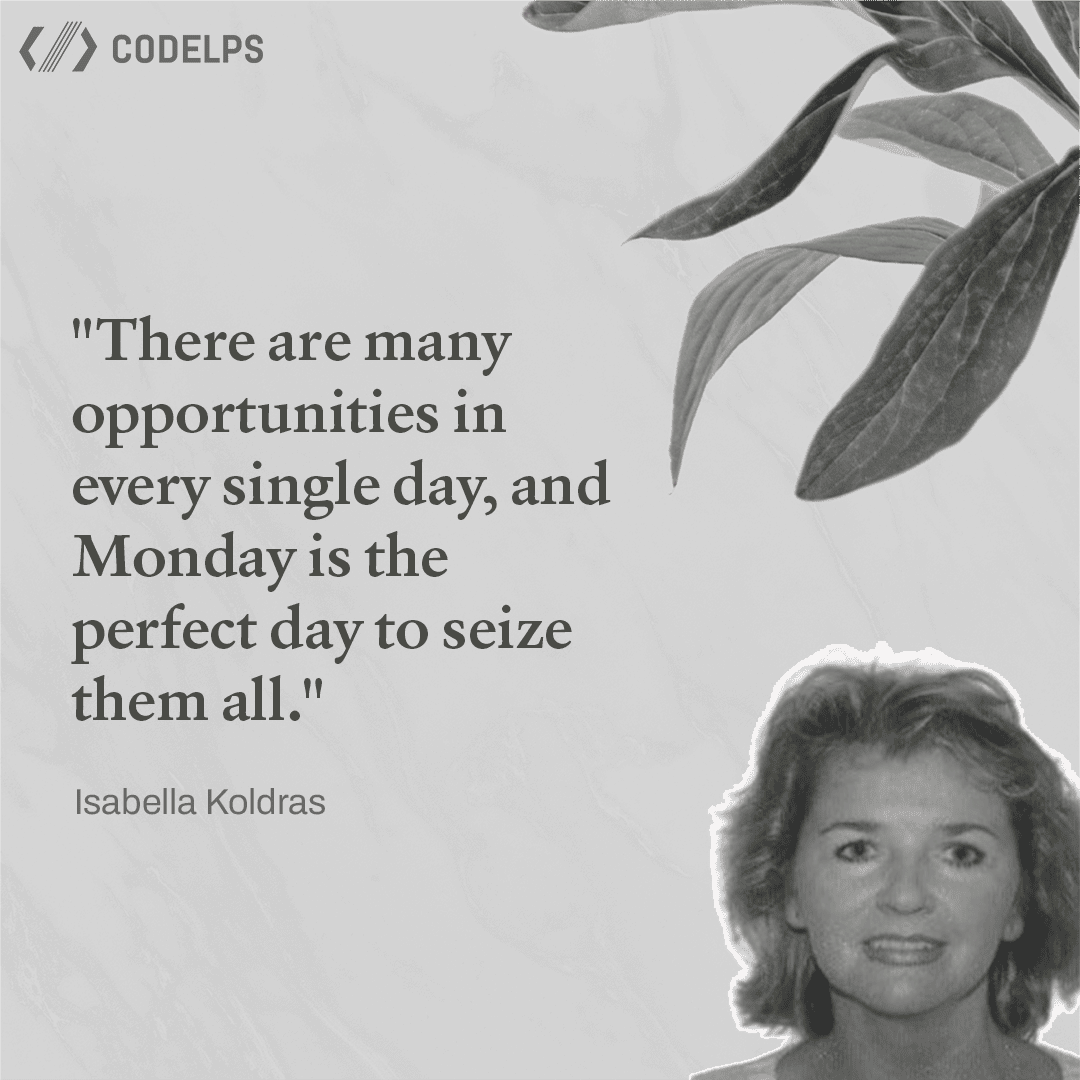 CODELPS
"There are many
opportunities in
every single day, and
Monday is the
perfect day to seize
them all."
Isabella Koldras